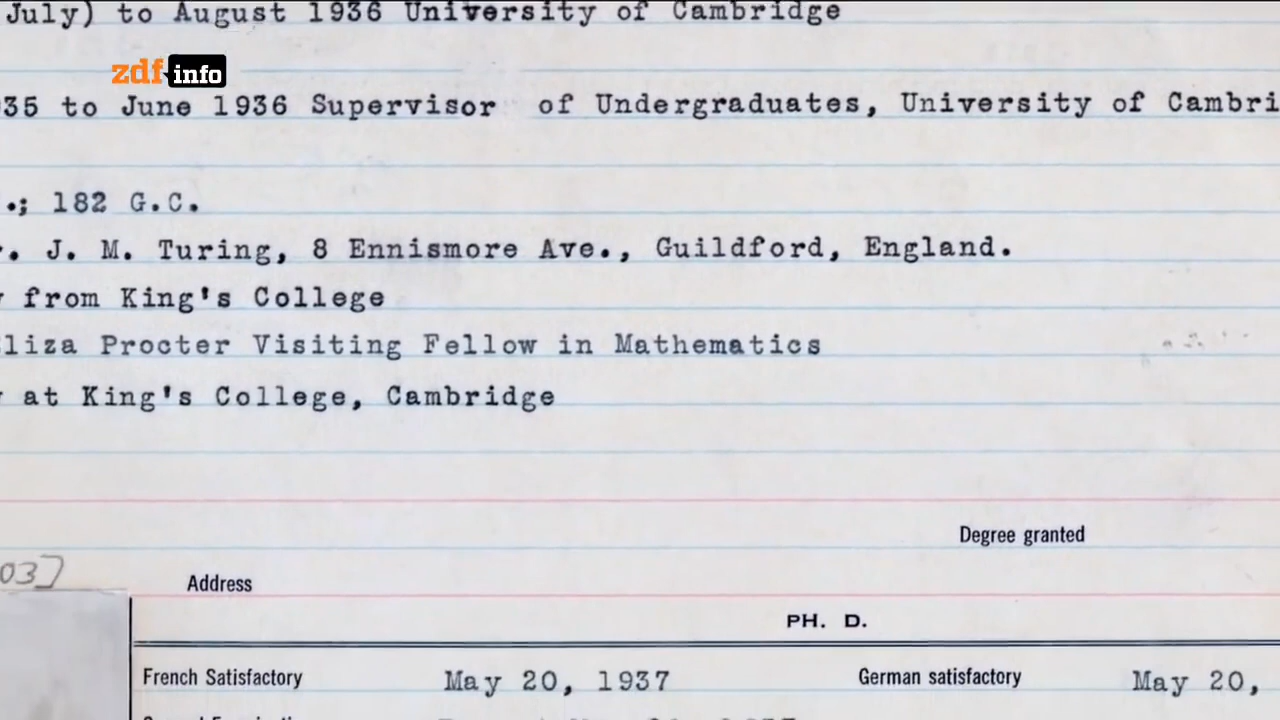 July) to August 1936 University of Cambridge
zdf info
35 to June 1936 Supervisor of Undergraduates, University of Cambri
.; 182 G.C.
. J. M. Turing, 8 Ennismore Ave., Guildford, England.
from King's College
liza Procter Visiting Fellow in Mathematics
at King's College, Cambridge
Degree granted
03]
Address
PH. D.
French Satisfactory May 20, 1937 German satisfactory May 20,